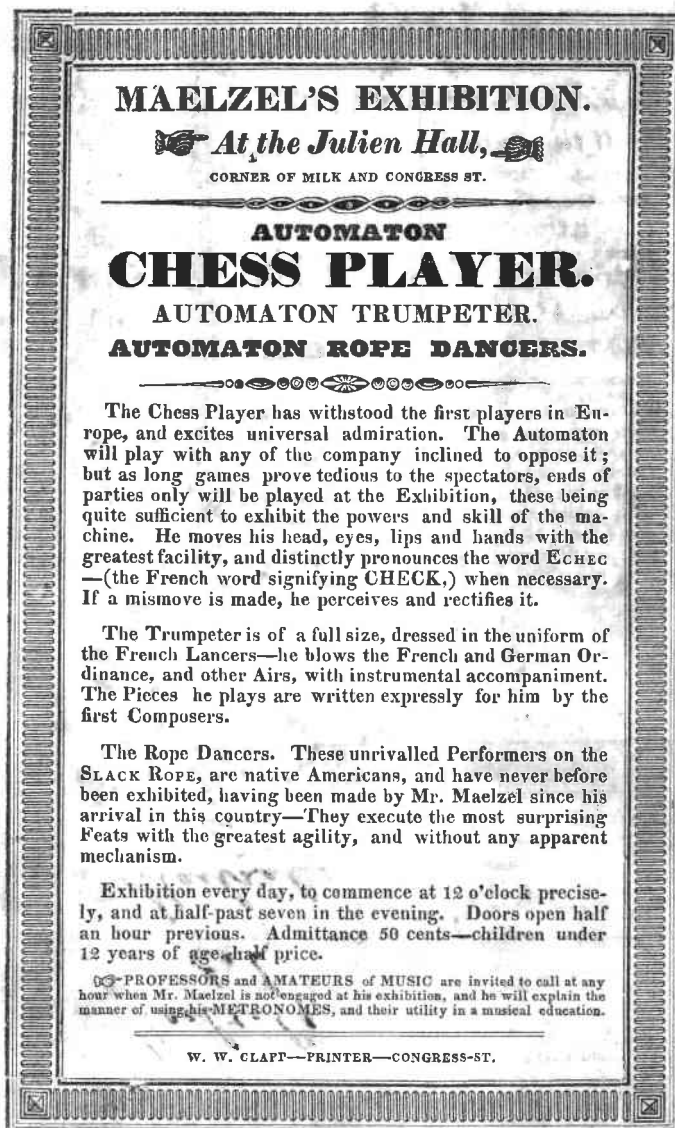 MAELZEL'S EXHIBITION.
At the Julien Hall,
CORNER OF MILK AND CONGRESS ST.
AUTOMATON
CHESS PLAYER.
AUTOMATON TRUMPETER.
AUTOMATON ROPE DANCERS.
The Chess Player has withstood the first players in Eu-
rope, and excites universal admiration. The Automaton
will play with any of the company inclined to oppose it;
but as long games prove tedious to the spectators, ends of
parties only will be played at the Exhibition, these being
quite sufficient to exhibit the powers and skill of the ma-
chine. He moves his head, eyes, lips and hands with the
greatest facility, and distinctly pronounces the word ECHEC
—(the French word signifying CHECK,) when necessary.
If a mismove is made, he perceives and rectifies it.
The Trumpeter is of a full size, dressed in the uniform of
the French Lancers—he blows the French and German Or-
dinance, and other Airs, with instrumental accompaniment.
The Pieces he plays are written expressly for him by the
first Composers.
The Rope Dancers. These unrivalled Performers on the
SLACK ROPE, are native Americans, and have never before
been exhibited, having been made by Mr. Maelzel since his
arrival in this country—They execute the most surprising
Feats with the greatest agility, and without any apparent
mechanism.
Exhibition every day, to commence at 12 o'clock precise-
ly, and at half-past seven in the evening. Doors open half
an hour previous. Admittance 50 cents—children under
12 years of age half price.
PROFESSORS and AMATEURS of MUSIC are invited to call at any
hour when Mr. Maelzel is not engaged at his exhibition, and he will explain the
manner of using his METRONOMES, and their utility in a musical education.
W. W. CLAPP—PRINTER—CONGRESS-ST.